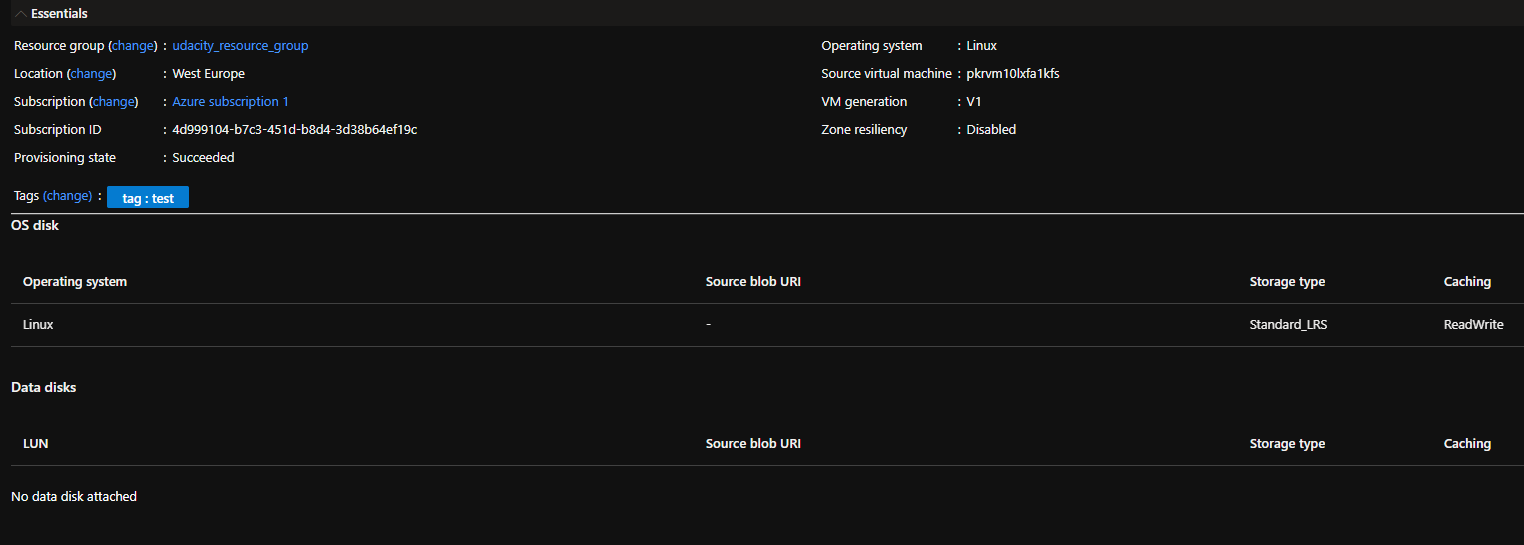 Essentials
Resource group (change) : udacity_resource_group
Location (change) : West Europe
Subscription (change) : Azure subscription 1
Subscription ID : 4d999104-b7c3-451d-b8d4-3d38b64ef19c
Provisioning state : Succeeded
Operating system : Linux
Source virtual machine : pkrvm10lxfa1kfs
VM generation : V1
Zone resiliency : Disabled
Tags (change) : tag : test
OS disk
Operating system Source blob URI Storage type Caching
Linux - Standard_LRS ReadWrite
Data disks
LUN Source blob URI Storage type Caching
No data disk attached